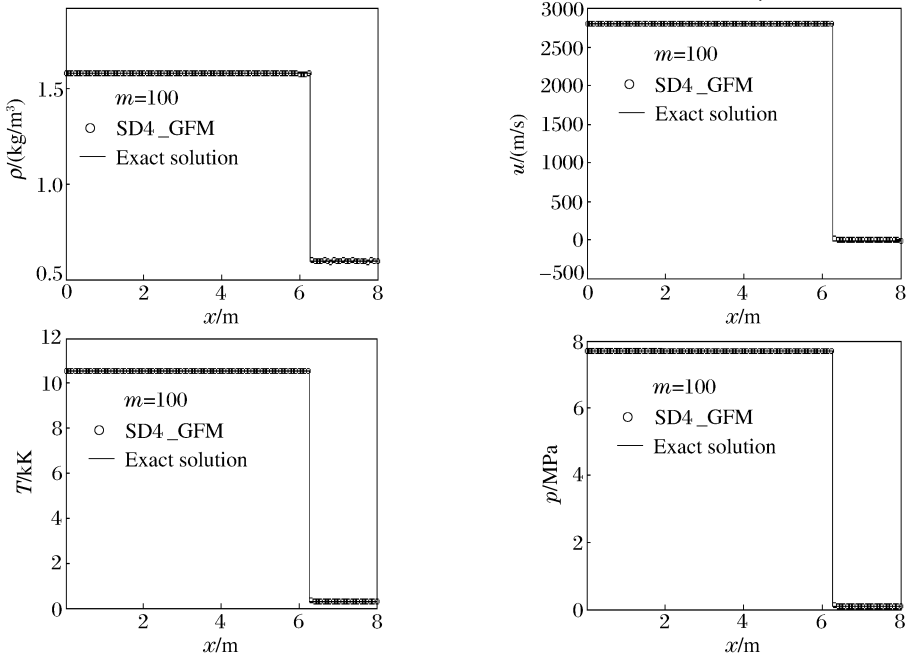 1.5
1.0
0.5
ρ/(kg/m³)
m=100
SD4_GFM
Exact solution
0 2 4 6 8
x/m
3000
2500
2000
1500
1000
500
0
−500
u/(m/s)
m=100
SD4_GFM
Exact solution
0 2 4 6 8
x/m
12
10
8
6
4
2
0
T/kK
m=100
SD4_GFM
Exact solution
0 2 4 6 8
x/m
8
6
4
2
0
p/MPa
m=100
SD4_GFM
Exact solution
0 2 4 6 8
x/m